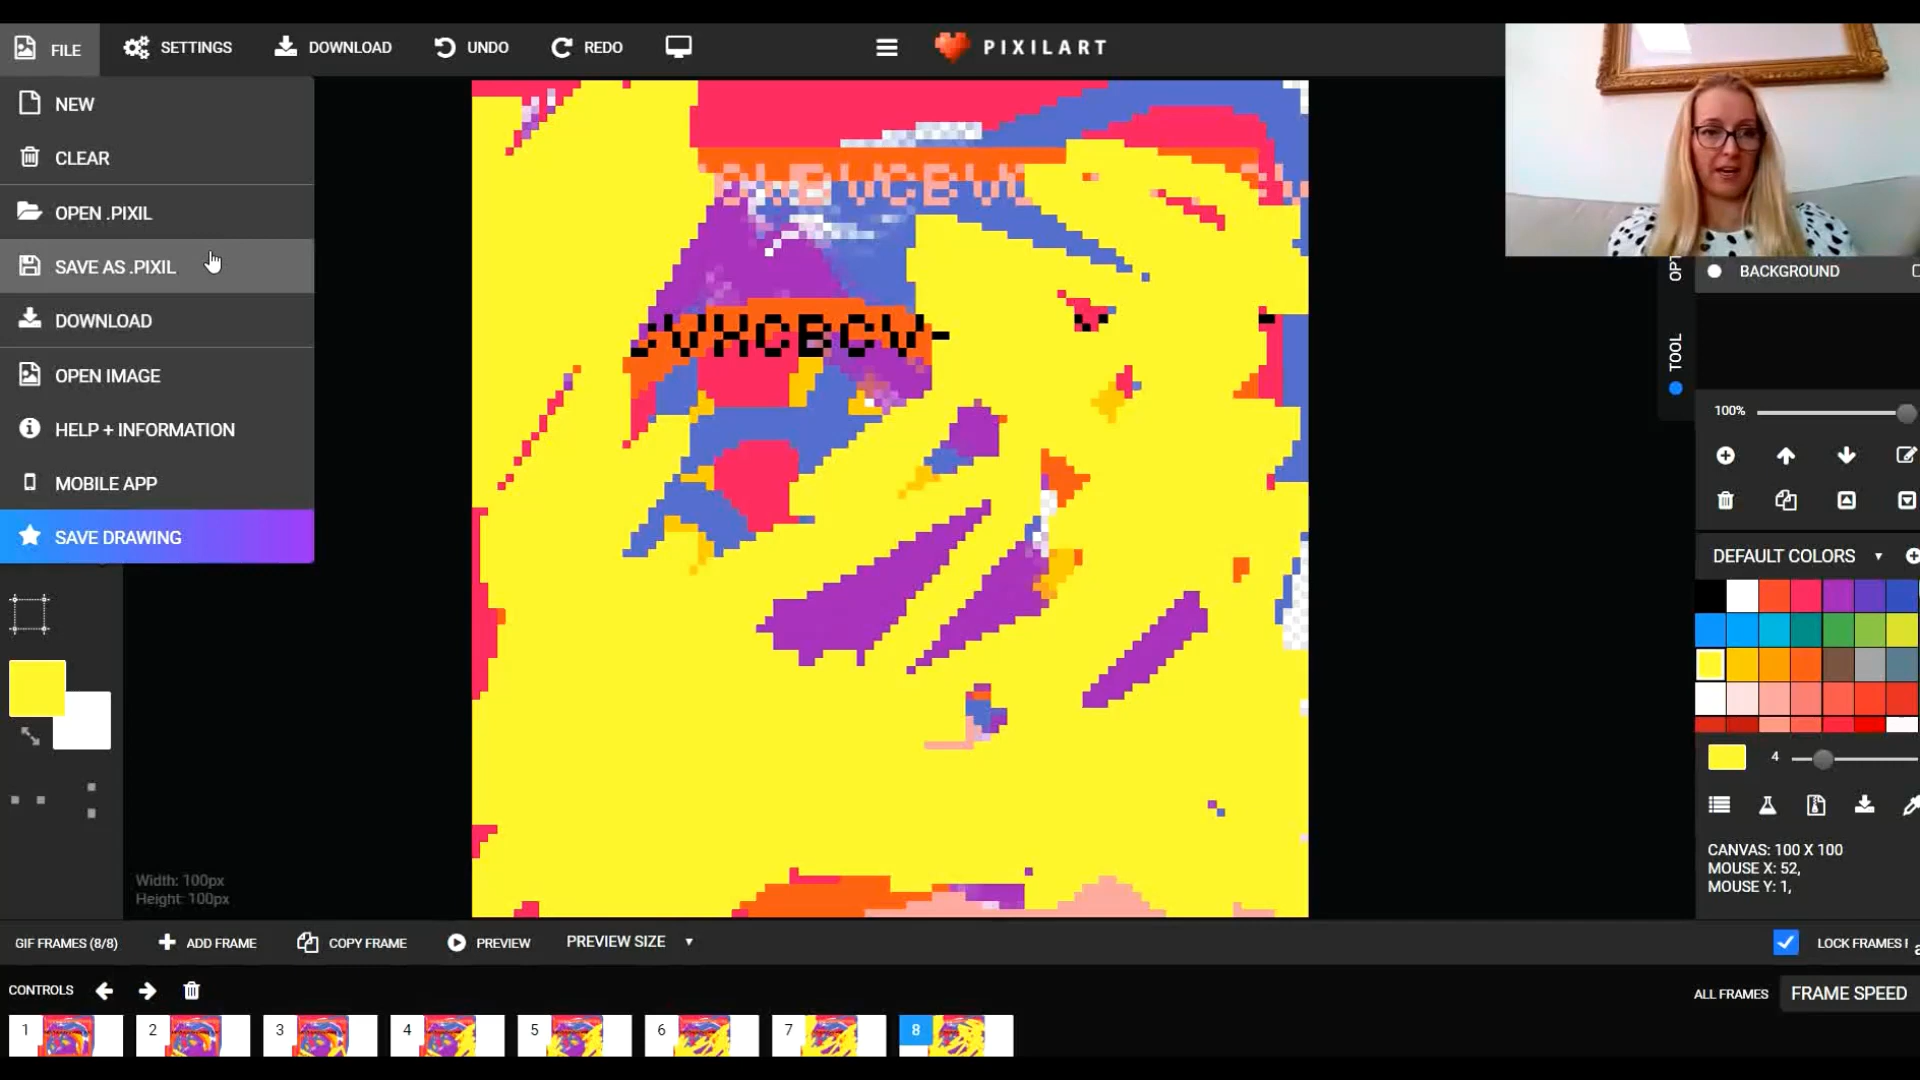 FILE
SETTINGS
DOWNLOAD
UNDO
REDO
PIXILART
NEW
CLEAR
OPEN .PIXIL
SAVE AS .PIXIL
DOWNLOAD
OPEN IMAGE
HELP + INFORMATION
MOBILE APP
SAVE DRAWING
VXCBCV
Width: 100px
Height: 100px
OPT
TOOL
BACKGROUND
100%
DEFAULT COLORS
4
CANVAS: 100 X 100
MOUSE X: 52,
MOUSE Y: 1,
GIF FRAMES (8/8)
ADD FRAME
COPY FRAME
PREVIEW
PREVIEW SIZE
LOCK FRAMES
CONTROLS
ALL FRAMES
FRAME SPEED
1
2
3
4
5
6
7
8